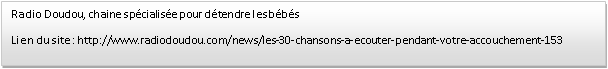 Radio Doudou, chaine spécialisée pour détendre les bébés
Lien du site : http://www.radiodoudou.com/news/les-30-chansons-a-ecouter-pendant-votre-accouchement-153